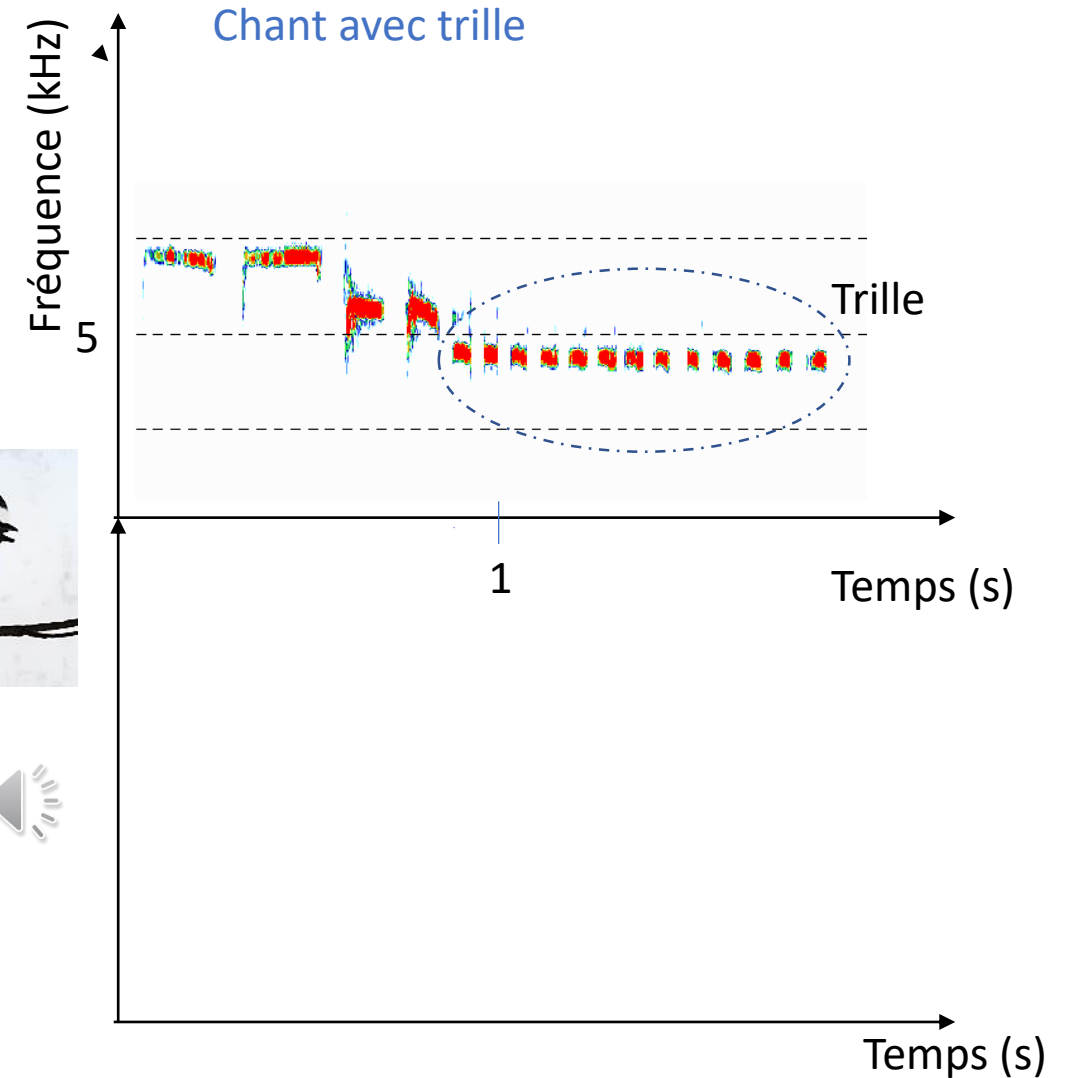 Chant avec trille
Fréquence (kHz)
5
Trille
1
Temps (s)
Temps (s)